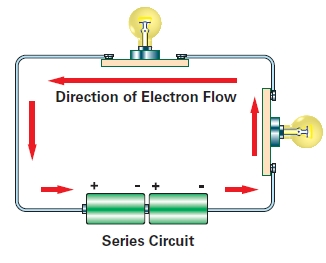 Direction of Electron Flow
+ - + -
Series Circuit